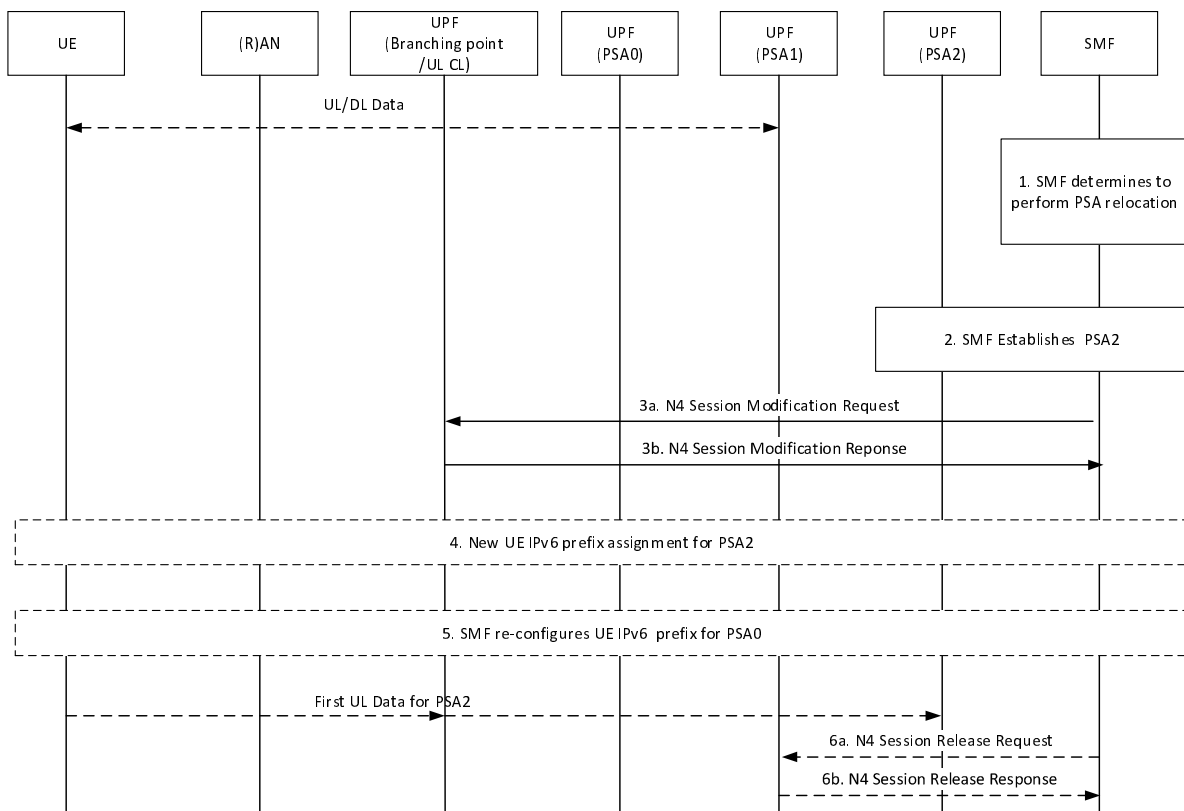 UE
(R)AN
UPF
(Branching point
/UL CL)
UPF
(PSA0)
UPF
(PSA1)
UPF
(PSA2)
SMF
UL/DL Data
1. SMF determines to
perform PSA relocation
2. SMF Establishes PSA2
3a. N4 Session Modification Request
3b. N4 Session Modification Reponse
4. New UE IPv6 prefix assignment for PSA2
5. SMF re-configures UE IPv6 prefix for PSA0
First UL Data for PSA2
6a. N4 Session Release Request
6b. N4 Session Release Response